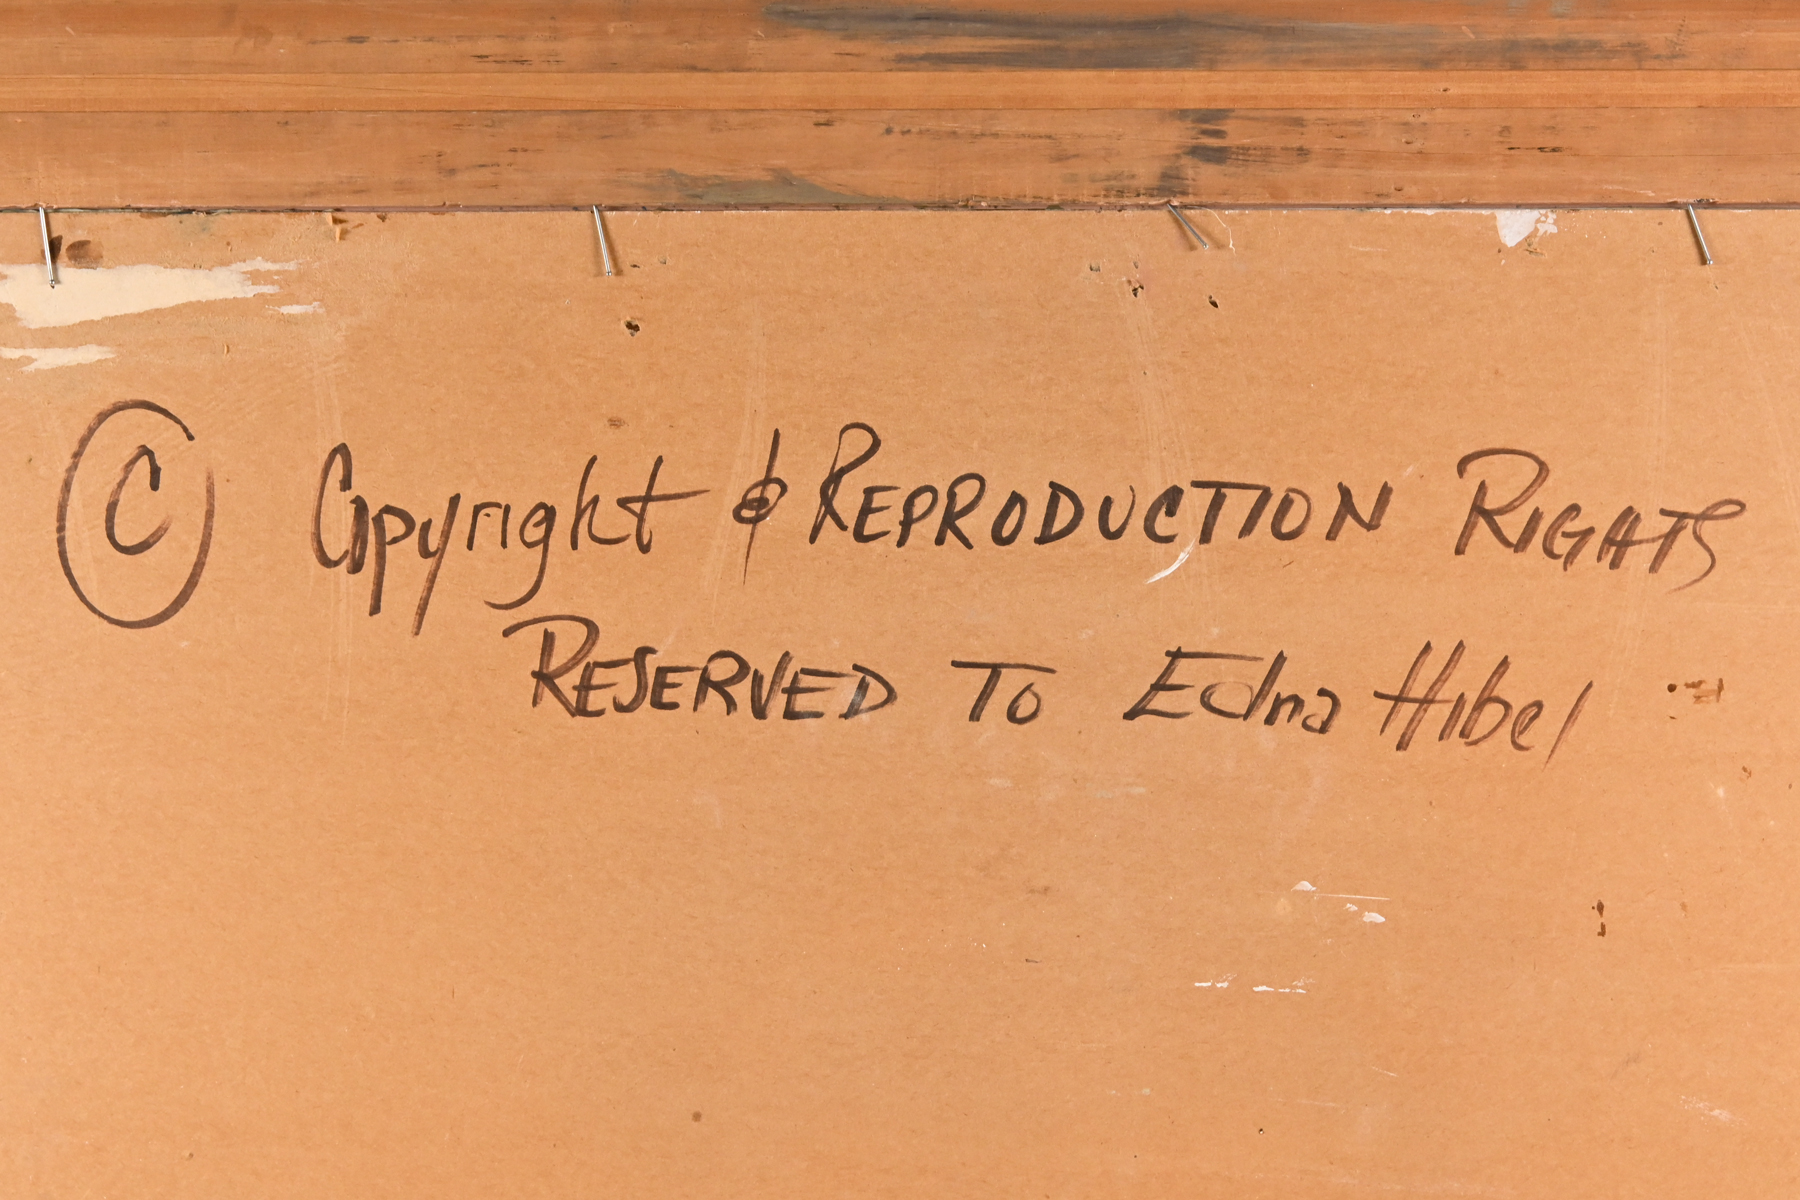 © Copyright & REPRODUCTION RIGHTS
RESERVED TO Edna Hibel